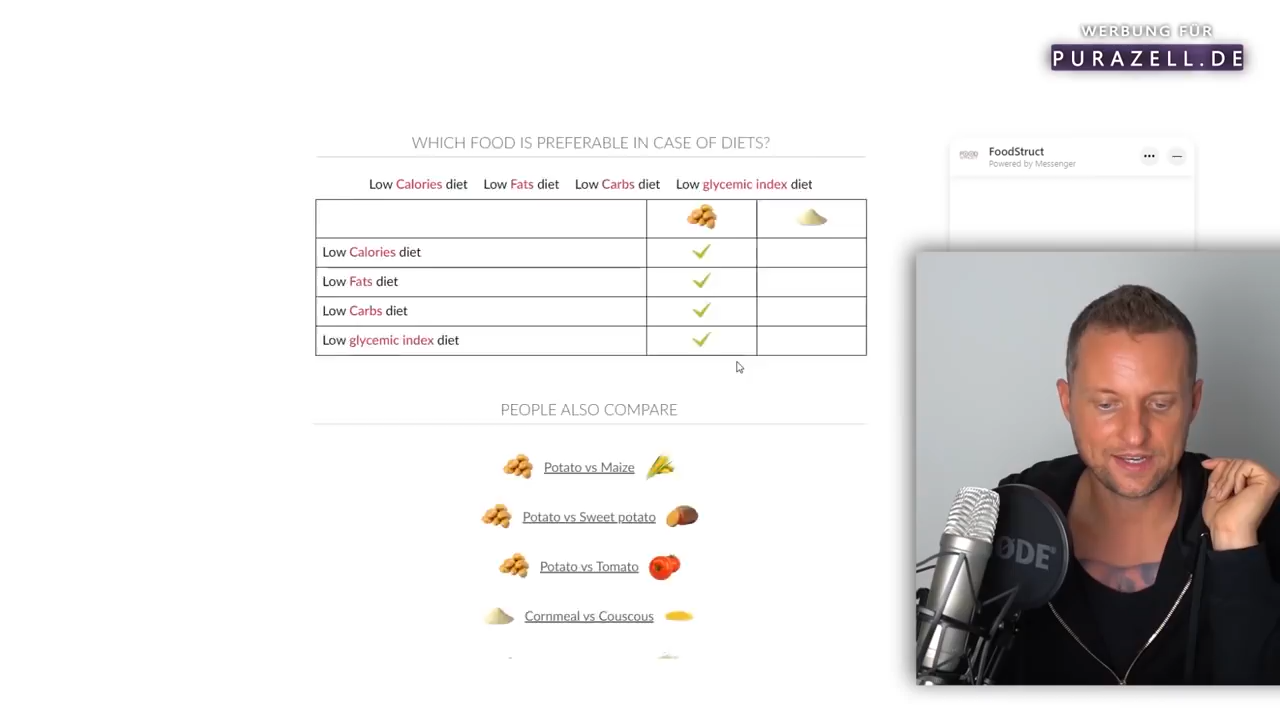 WERBUNG FÜR
PURAZELL.DE
WHICH FOOD IS PREFERABLE IN CASE OF DIETS?
FoodStruct
Powered by Messenger
Low Calories diet Low Fats diet Low Carbs diet Low glycemic index diet
Low Calories diet
Low Fats diet
Low Carbs diet
Low glycemic index diet
PEOPLE ALSO COMPARE
Potato vs Maize
Potato vs Sweet potato
Potato vs Tomato
Cornmeal vs Couscous
RØDE